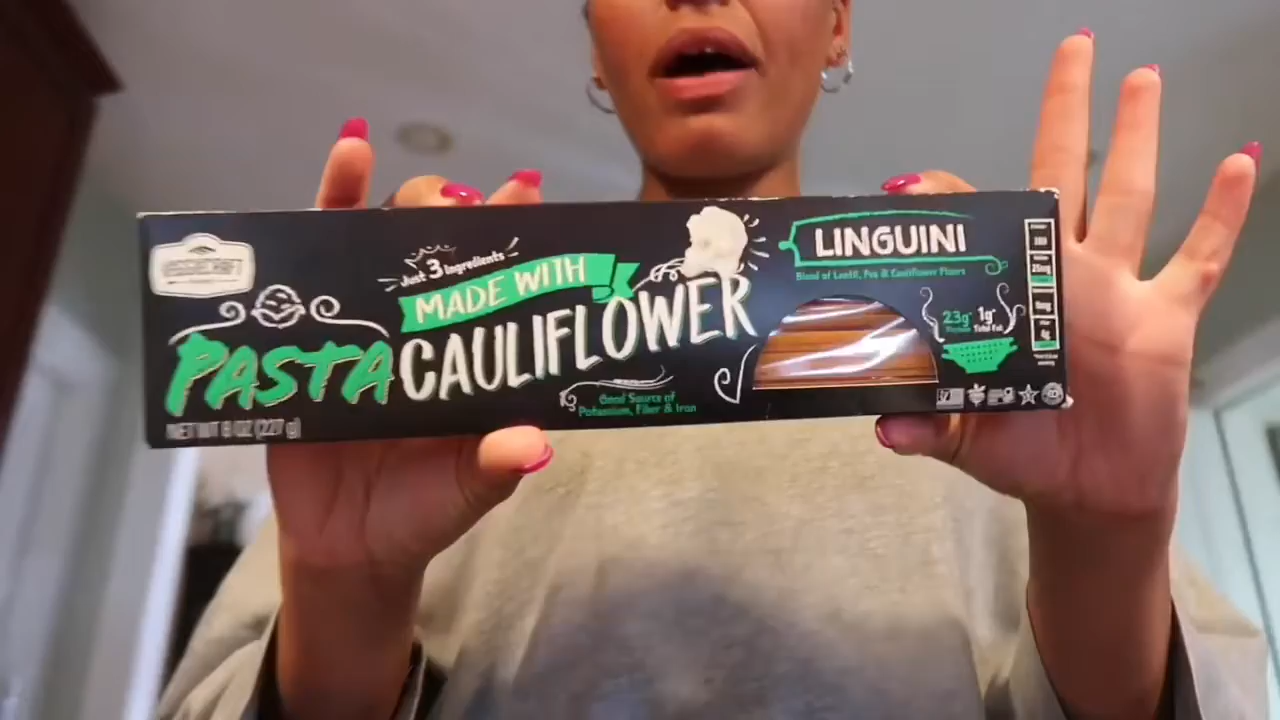 VEGGIECRAFT
Just 3 Ingredients
MADE WITH
PASTA CAULIFLOWER
Good Source of
Potassium, Fiber & Iron
NET WT 8 OZ (227 g)
LINGUINI
Blend of Lentil, Pea & Cauliflower Flours
23g 1g
Protein Total Fat